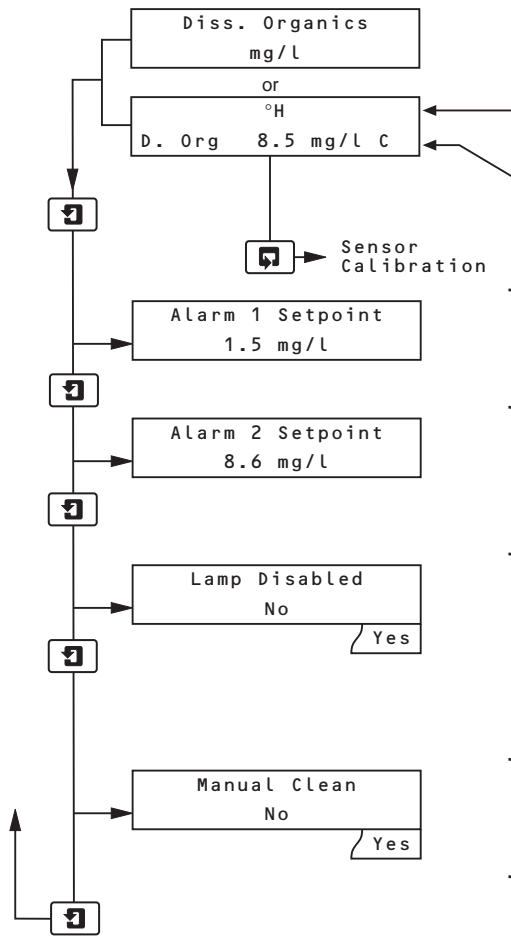 Diss. Organics
mg/l
or
°H
D. Org 8.5 mg/l C
Sensor
Calibration
Alarm 1 Setpoint
1.5 mg/l
Alarm 2 Setpoint
8.6 mg/l
Lamp Disabled
No
Yes
Manual Clean
No
Yes